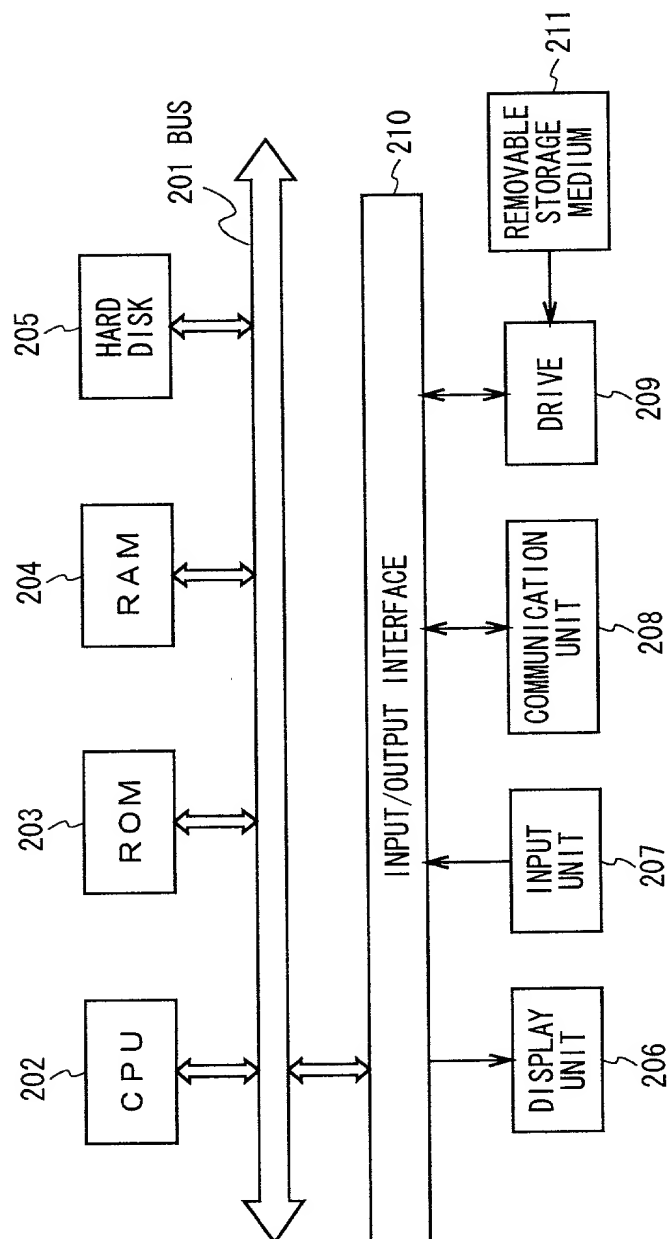 202
CPU
203
ROM
204
RAM
205
HARD
DISK
201 BUS
210
INPUT/OUTPUT INTERFACE
DISPLAY
UNIT
206
INPUT
UNIT
207
COMMUNICATION
UNIT
208
DRIVE
209
REMOVABLE
STORAGE
MEDIUM
211